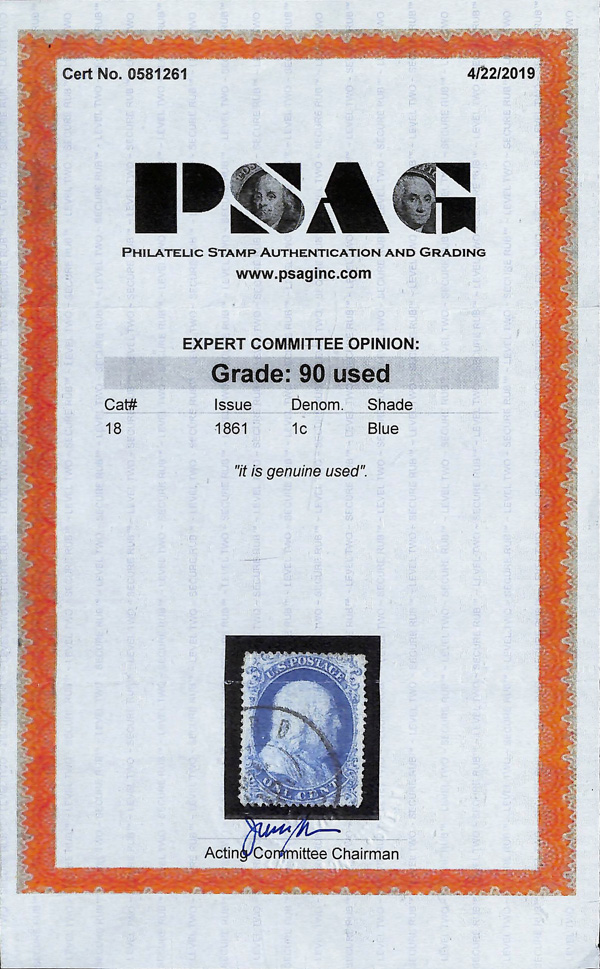 Cert No. 0581261 4/22/2019
PSAG
PHILATELIC STAMP AUTHENTICATION AND GRADING
www.psaginc.com
EXPERT COMMITTEE OPINION:
Grade: 90 used
Cat# Issue Denom. Shade
18 1861 1c Blue
"it is genuine used".
U.S. POSTAGE
ONE CENT
Acting Committee Chairman